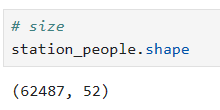 # size
station_people.shape
(62487, 52)